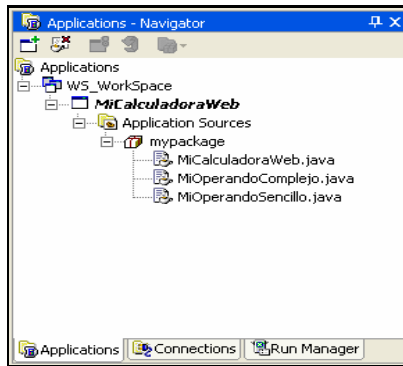 Applications - Navigator
Applications
WS_WorkSpace
MiCalculadoraWeb
Application Sources
mypackage
MiCalculadoraWeb.java
MiOperandoComplejo.java
MiOperandoSencillo.java
Applications Connections Run Manager